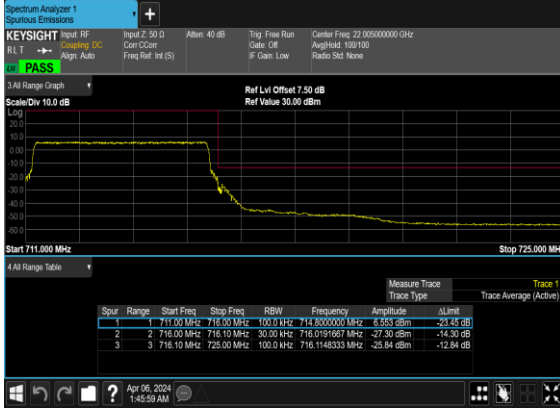 Spectrum Analyzer 1
Spurious Emissions
KEYSIGHT Input: RF Input Z: 50 Ω Atten: 40 dB Trig: Free Run Center Freq: 22.005000000 GHz
RLT Coupling: DC Corr CCorr Gate: Off Avg|Hold: 100/100
Align: Auto Freq Ref: Int (S) IF Gain: Low Radio Std: None
LXI PASS
3 All Range Graph
Ref Lvl Offset 7.50 dB
Scale/Div 10.0 dB Ref Value 30.00 dBm
Log
20.0
10.0
0.00
-10.0
-20.0
-30.0
-40.0
-50.0
-60.0
Start 711.000 MHz Stop 725.000 MH
4 All Range Table
Measure Trace Trace 1
Trace Type Trace Average (Active)
Spur Range Start Freq Stop Freq RBW Frequency Amplitude ΔLimit
1 1 711.00 MHz 716.00 MHz 100.0 kHz 714.8000000 MHz 6.553 dBm -23.45 dB
2 2 716.00 MHz 716.10 MHz 30.00 kHz 716.0191667 MHz -27.30 dBm -14.30 dB
3 3 716.10 MHz 725.00 MHz 100.0 kHz 716.1148333 MHz -25.84 dBm -12.84 dB
Apr 06, 2024
1:45:59 AM